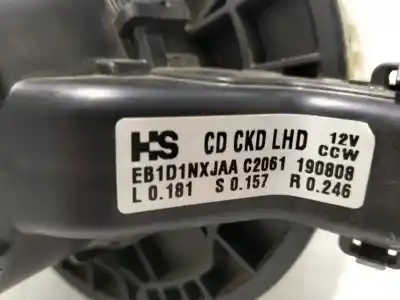 HS CD CKD LHD 12V CCW
EB1D1NXJAA C2061 190808
L 0.181 S 0.157 R 0.246